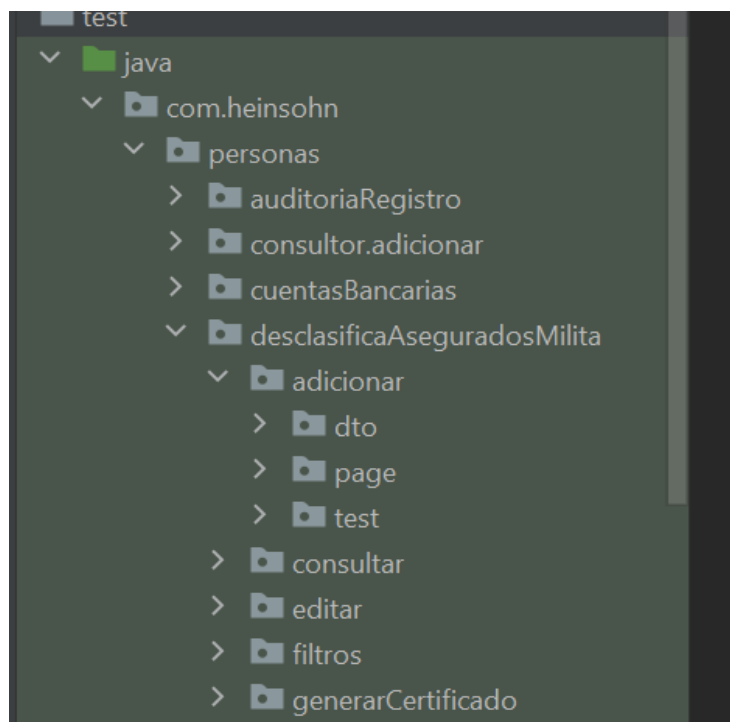 test
java
com.heinsohn
personas
auditoriaRegistro
consultor.adicionar
cuentasBancarias
desclasificaAseguradosMilita
adicionar
dto
page
test
consultar
editar
filtros
generarCertificado